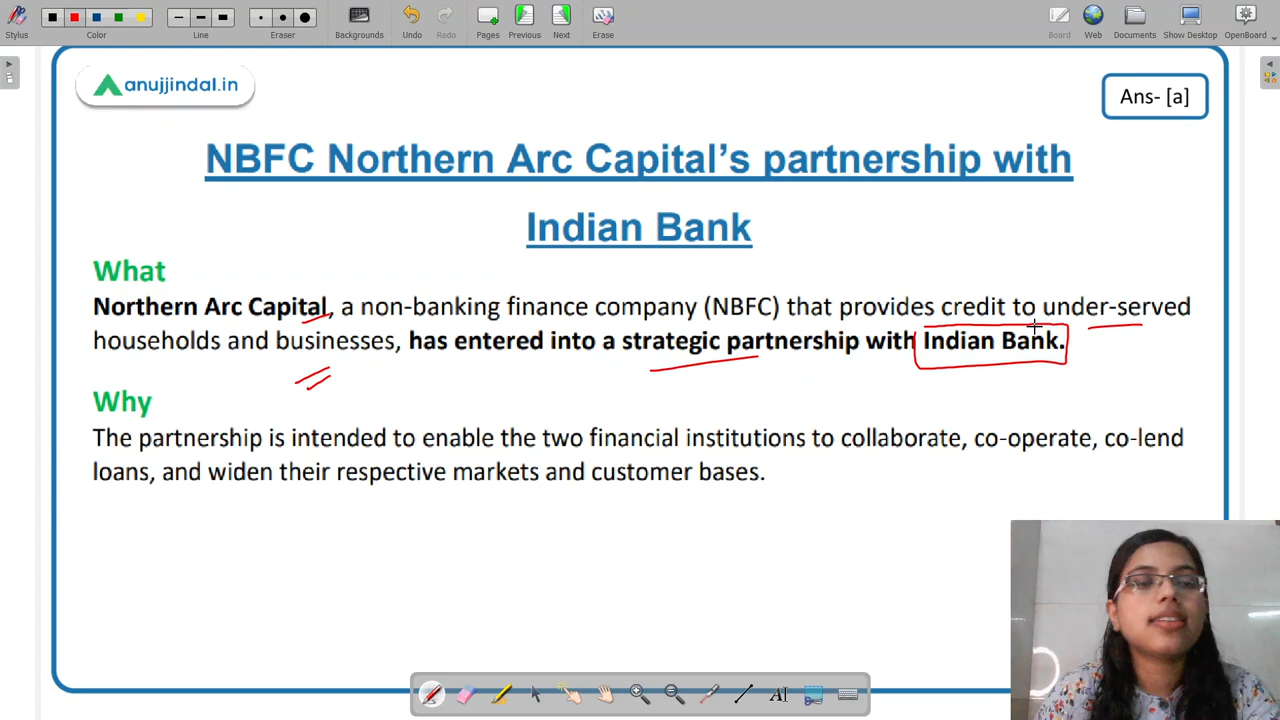 Stylus Color Line Eraser Backgrounds Undo Redo Pages Previous Next Erase Board Web Documents Show Desktop OpenBoard
anujjindal.in
Ans- [a]
NBFC Northern Arc Capital’s partnership with
Indian Bank
What
Northern Arc Capital, a non-banking finance company (NBFC) that provides credit to under-served
households and businesses, has entered into a strategic partnership with Indian Bank.
Why
The partnership is intended to enable the two financial institutions to collaborate, co-operate, co-lend
loans, and widen their respective markets and customer bases.